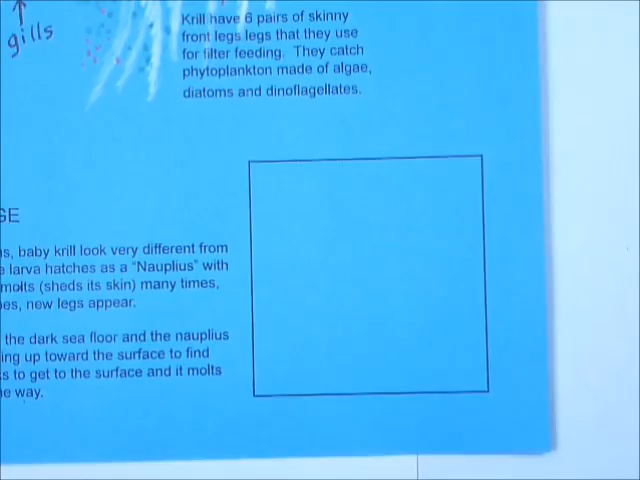 gills
Krill have 6 pairs of skinny
front legs legs that they use
for filter feeding. They catch
phytoplankton made of algae,
diatoms and dinoflagellates.
GE
s, baby krill look very different from
larva hatches as a "Nauplius" with
molts (sheds its skin) many times,
es, new legs appear.
the dark sea floor and the nauplius
ing up toward the surface to find
s to get to the surface and it molts
e way.